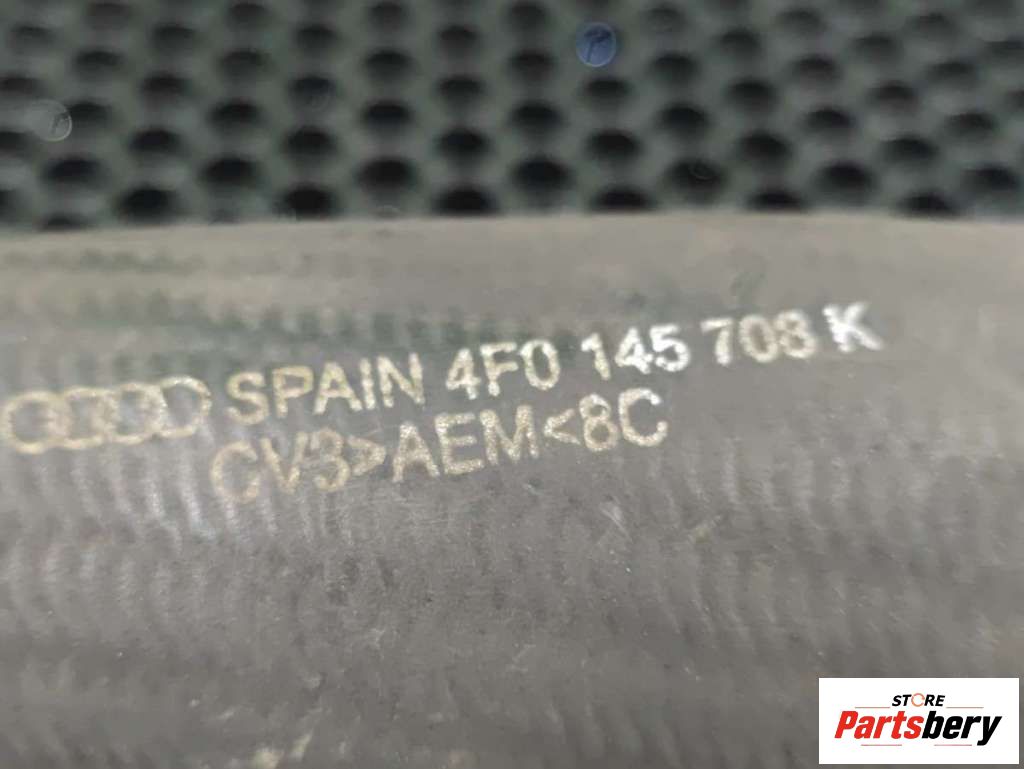 SPAIN 4F0 145 708 K
CV3>AEM<8C
STORE
Partsbery